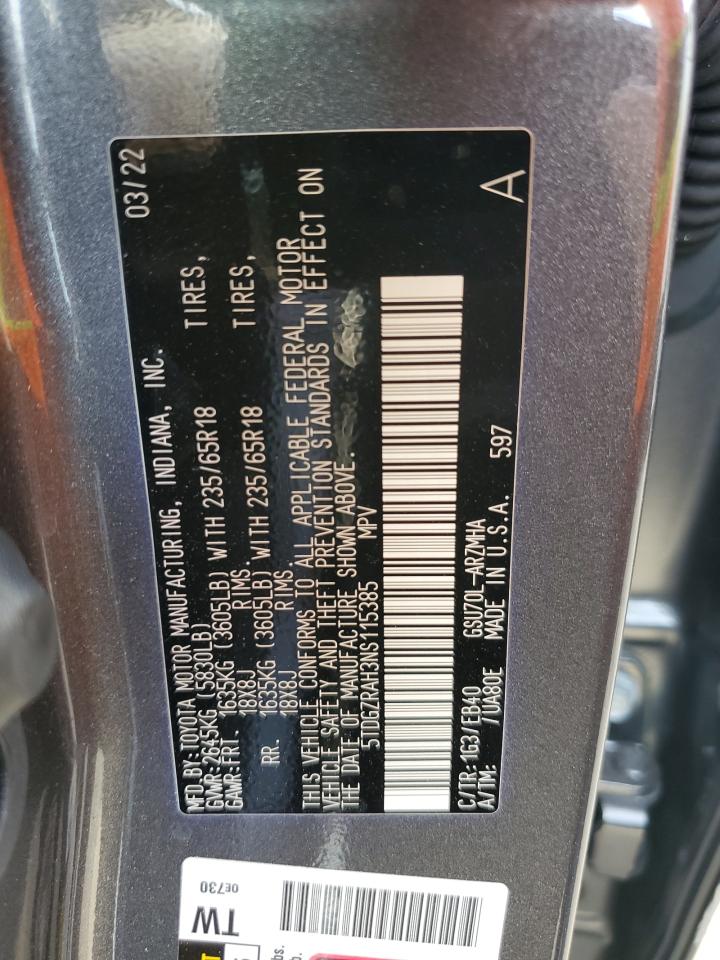 MFD.BY:TOYOTA MOTOR MANUFACTURING, INDIANA, INC. 03/22
GVWR:2645KG (5830LB)
GAWR:FRT. 1635KG (3605LB) WITH 235/65R18 TIRES,
18X8J RIMS.
RR. 1635KG (3605LB) WITH 235/65R18 TIRES,
18X8J RIMS.
THIS VEHICLE CONFORMS TO ALL APPLICABLE FEDERAL MOTOR
VEHICLE SAFETY AND THEFT PREVENTION STANDARDS IN EFFECT ON
THE DATE OF MANUFACTURE SHOWN ABOVE.
5TDGZRAH3NS115385 MPV
C/TR:1G3/EB40 GSU70L-ARZMHA
A/TM: /UA80E MADE IN U.S.A. 597 A
TW 0E730